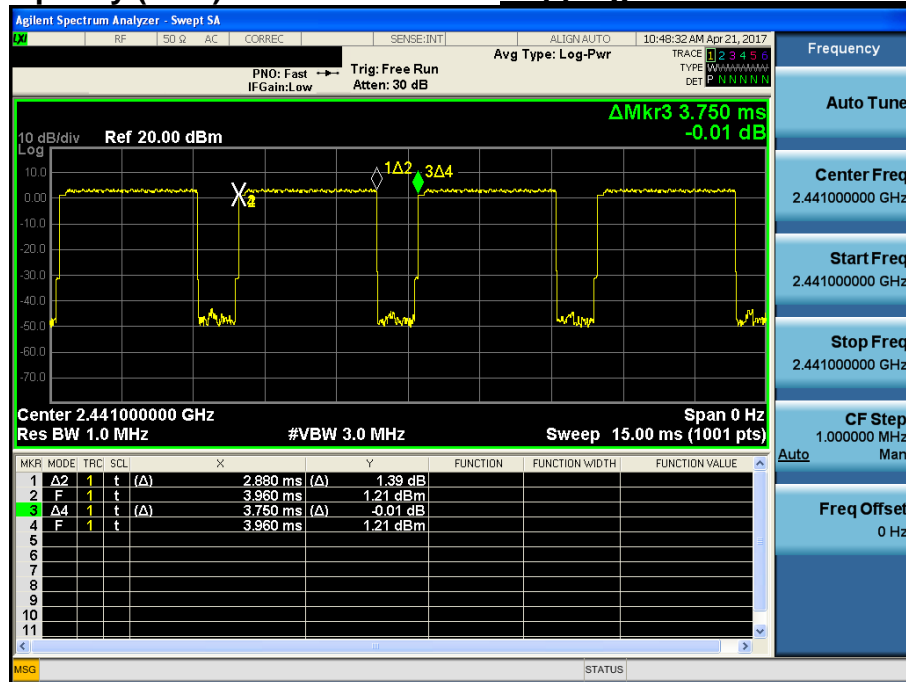 Agilent Spectrum Analyzer - Swept SA
LXI RF 50 Ω AC CORREC SENSE:INT ALIGN AUTO 10:48:32 AM Apr 21, 2017
Avg Type: Log-Pwr TRACE 1 2 3 4 5 6
PNO: Fast Trig: Free Run TYPE WWWWWW
IFGain:Low Atten: 30 dB DET P N N N N N
ΔMkr3 3.750 ms
-0.01 dB
10 dB/div Ref 20.00 dBm
Log
10.0
0.00
-10.0
-20.0
-30.0
-40.0
-50.0
-60.0
-70.0
1Δ2 3Δ4
Center 2.441000000 GHz Span 0 Hz
Res BW 1.0 MHz #VBW 3.0 MHz Sweep 15.00 ms (1001 pts)
MKR MODE TRC SCL X Y FUNCTION FUNCTION WIDTH FUNCTION VALUE
1 Δ2 1 t (Δ) 2.880 ms (Δ) 1.39 dB
2 F 1 t 3.960 ms 1.21 dBm
3 Δ4 1 t (Δ) 3.750 ms (Δ) -0.01 dB
4 F 1 t 3.960 ms 1.21 dBm
5
6
7
8
9
10
11
MSG STATUS
Frequency
Auto Tune
Center Freq
2.441000000 GHz
Start Freq
2.441000000 GHz
Stop Freq
2.441000000 GHz
CF Step
1.000000 MHz
Auto Man
Freq Offset
0 Hz